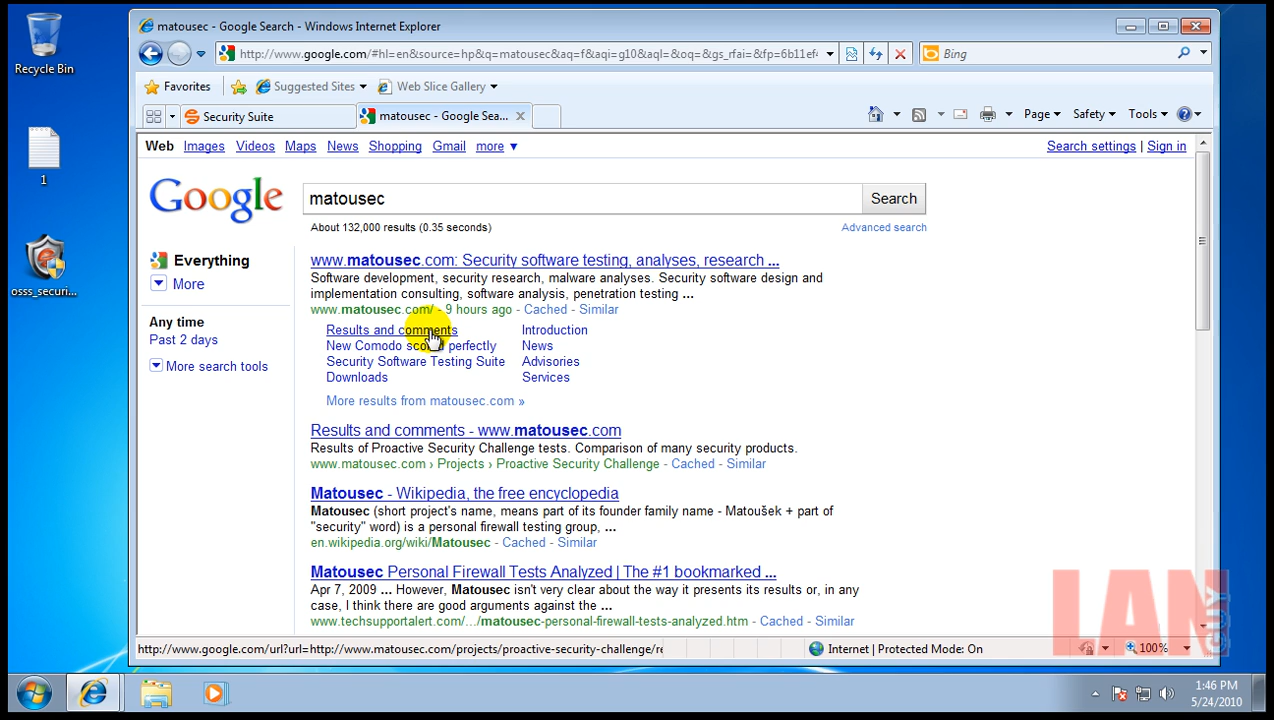 Recycle Bin
1
osss_securi...
matousec - Google Search - Windows Internet Explorer
http://www.google.com/#hl=en&source=hp&q=matousec&aq=f&aqi=g10&aql=&oq=&gs_rfai=&fp=6b11ef
Bing
Favorites
Suggested Sites
Web Slice Gallery
Security Suite
matousec - Google Sea...
Page
Safety
Tools
Web Images Videos Maps News Shopping Gmail more ▼
Search settings | Sign in
Google
matousec
Search
About 132,000 results (0.35 seconds)
Advanced search
Everything
More
Any time
Past 2 days
More search tools
www.matousec.com: Security software testing, analyses, research ...
Software development, security research, malware analyses. Security software design and
implementation consulting, software analysis, penetration testing ...
www.matousec.com/ - 9 hours ago - Cached - Similar
Results and comments
Introduction
New Comodo scored perfectly
News
Security Software Testing Suite
Advisories
Downloads
Services
More results from matousec.com »
Results and comments - www.matousec.com
Results of Proactive Security Challenge tests. Comparison of many security products.
www.matousec.com › Projects › Proactive Security Challenge - Cached - Similar
Matousec - Wikipedia, the free encyclopedia
Matousec (short project's name, means part of its founder family name - Matoušek + part of
"security" word) is a personal firewall testing group, ...
en.wikipedia.org/wiki/Matousec - Cached - Similar
Matousec Personal Firewall Tests Analyzed | The #1 bookmarked ...
Apr 7, 2009 ... However, Matousec isn't very clear about the way it presents its results or, in any
case, I think there are good arguments against the ...
www.techsupportalert.com/.../matousec-personal-firewall-tests-analyzed.htm - Cached - Similar
LAN GUY
http://www.google.com/url?url=http://www.matousec.com/projects/proactive-security-challenge/re
Internet | Protected Mode: On
100%
1:46 PM
5/24/2010